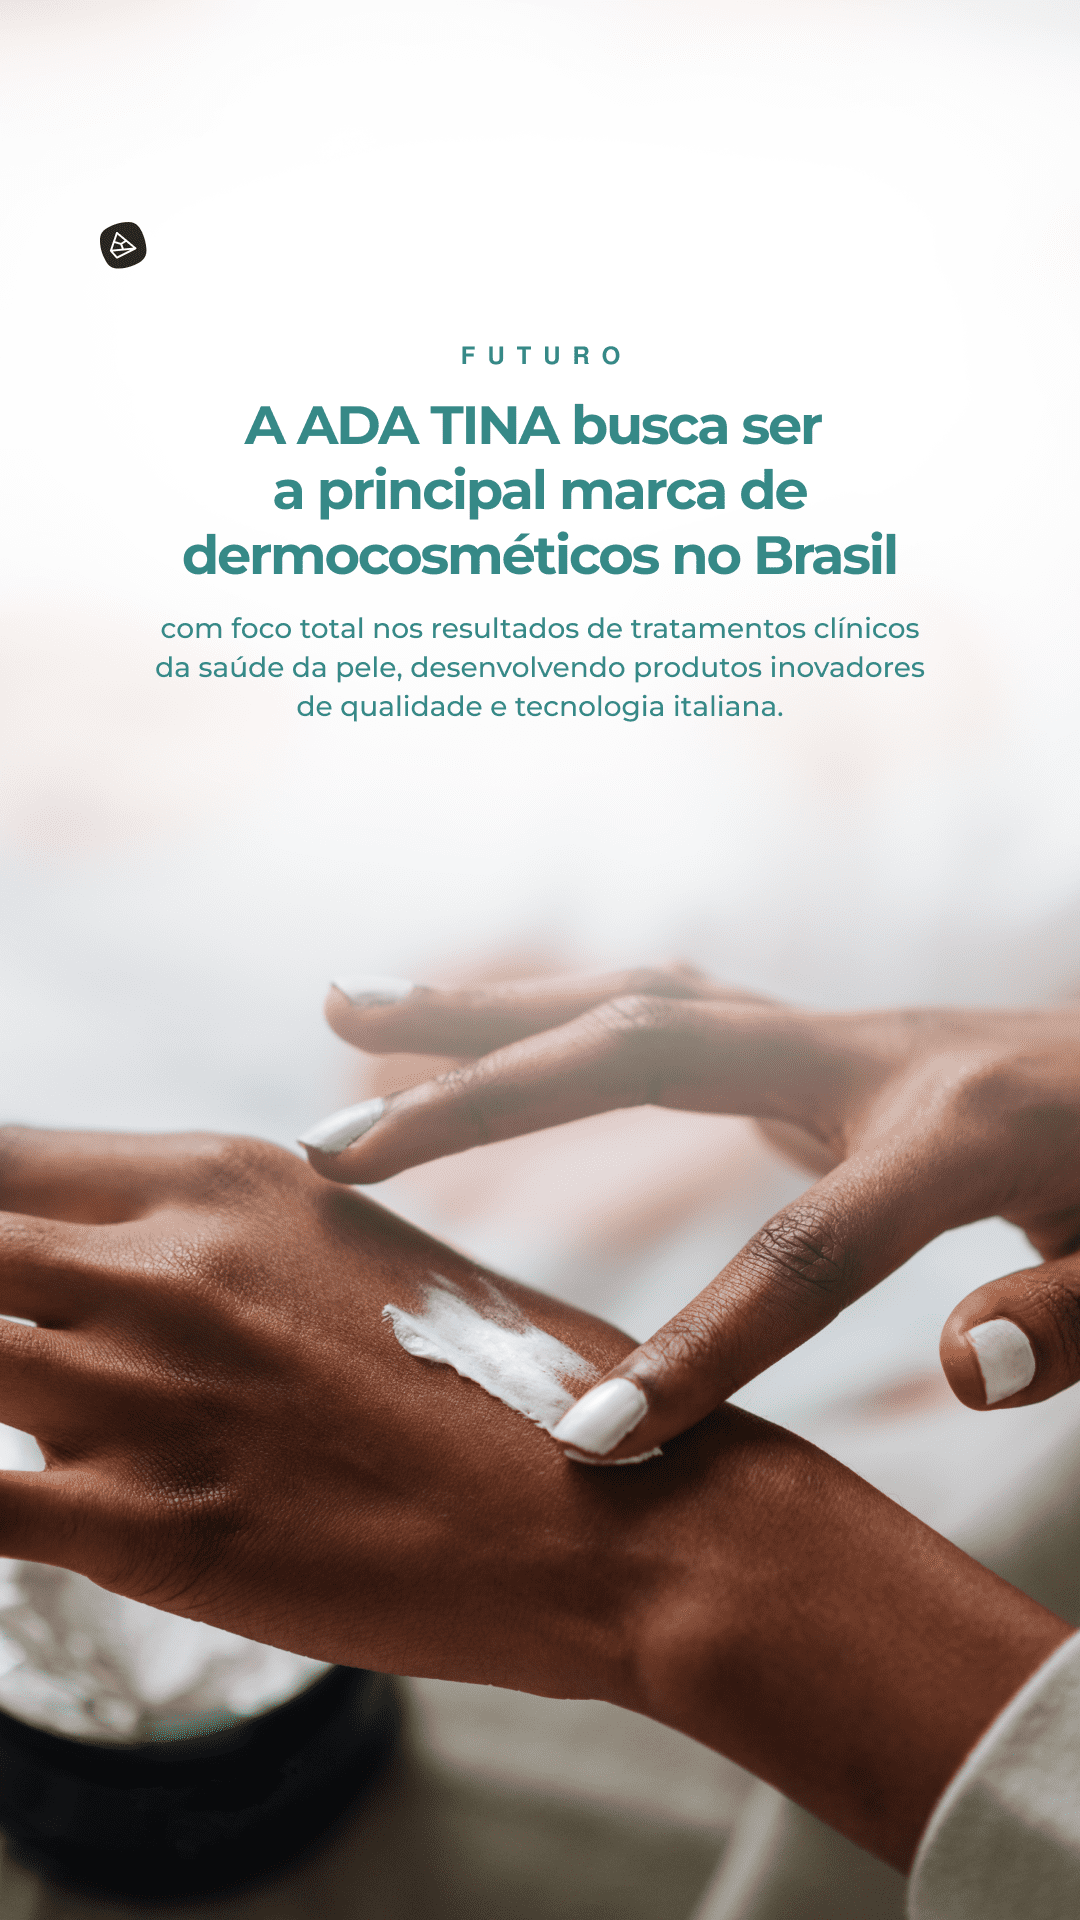 FUTURO
A ADA TINA busca ser
a principal marca de
dermocosméticos no Brasil
com foco total nos resultados de tratamentos clínicos
da saúde da pele, desenvolvendo produtos inovadores
de qualidade e tecnologia italiana.